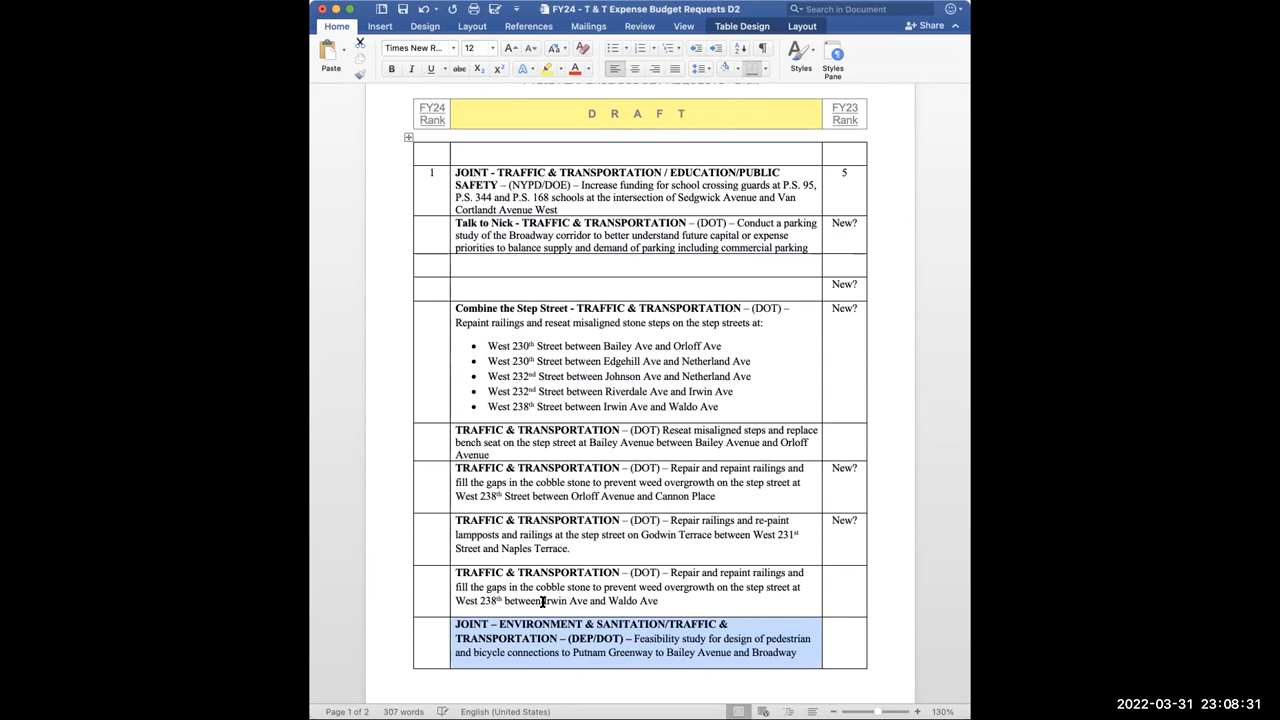 FY24 - T & T Expense Budget Requests D2
Search in Document
Home Insert Design Layout References Mailings Review View Table Design Layout Share
Paste Times New R... 12 Styles Styles Pane
FY24 Rank D R A F T FY23 Rank
1 JOINT - TRAFFIC & TRANSPORTATION / EDUCATION/PUBLIC 5
SAFETY – (NYPD/DOE) – Increase funding for school crossing guards at P.S. 95,
P.S. 344 and P.S. 168 schools at the intersection of Sedgwick Avenue and Van
Cortlandt Avenue West
Talk to Nick - TRAFFIC & TRANSPORTATION – (DOT) – Conduct a parking New?
study of the Broadway corridor to better understand future capital or expense
priorities to balance supply and demand of parking including commercial parking
New?
Combine the Step Street - TRAFFIC & TRANSPORTATION – (DOT) – New?
Repaint railings and reseat misaligned stone steps on the step streets at:
• West 230th Street between Bailey Ave and Orloff Ave
• West 230th Street between Edgehill Ave and Netherland Ave
• West 232nd Street between Johnson Ave and Netherland Ave
• West 232nd Street between Riverdale Ave and Irwin Ave
• West 238th Street between Irwin Ave and Waldo Ave
TRAFFIC & TRANSPORTATION – (DOT) Reseat misaligned steps and replace
bench seat on the step street at Bailey Avenue between Bailey Avenue and Orloff
Avenue
TRAFFIC & TRANSPORTATION – (DOT) – Repair and repaint railings and New?
fill the gaps in the cobble stone to prevent weed overgrowth on the step street at
West 238th Street between Orloff Avenue and Cannon Place
TRAFFIC & TRANSPORTATION – (DOT) – Repair railings and re-paint New?
lampposts and railings at the step street on Godwin Terrace between West 231st
Street and Naples Terrace.
TRAFFIC & TRANSPORTATION – (DOT) – Repair and repaint railings and
fill the gaps in the cobble stone to prevent weed overgrowth on the step street at
West 238th between Irwin Ave and Waldo Ave
JOINT – ENVIRONMENT & SANITATION/TRAFFIC &
TRANSPORTATION – (DEP/DOT) – Feasibility study for design of pedestrian
and bicycle connections to Putnam Greenway to Bailey Avenue and Broadway
Page 1 of 2 307 words English (United States) 130%
2022-03-31 23:08:31